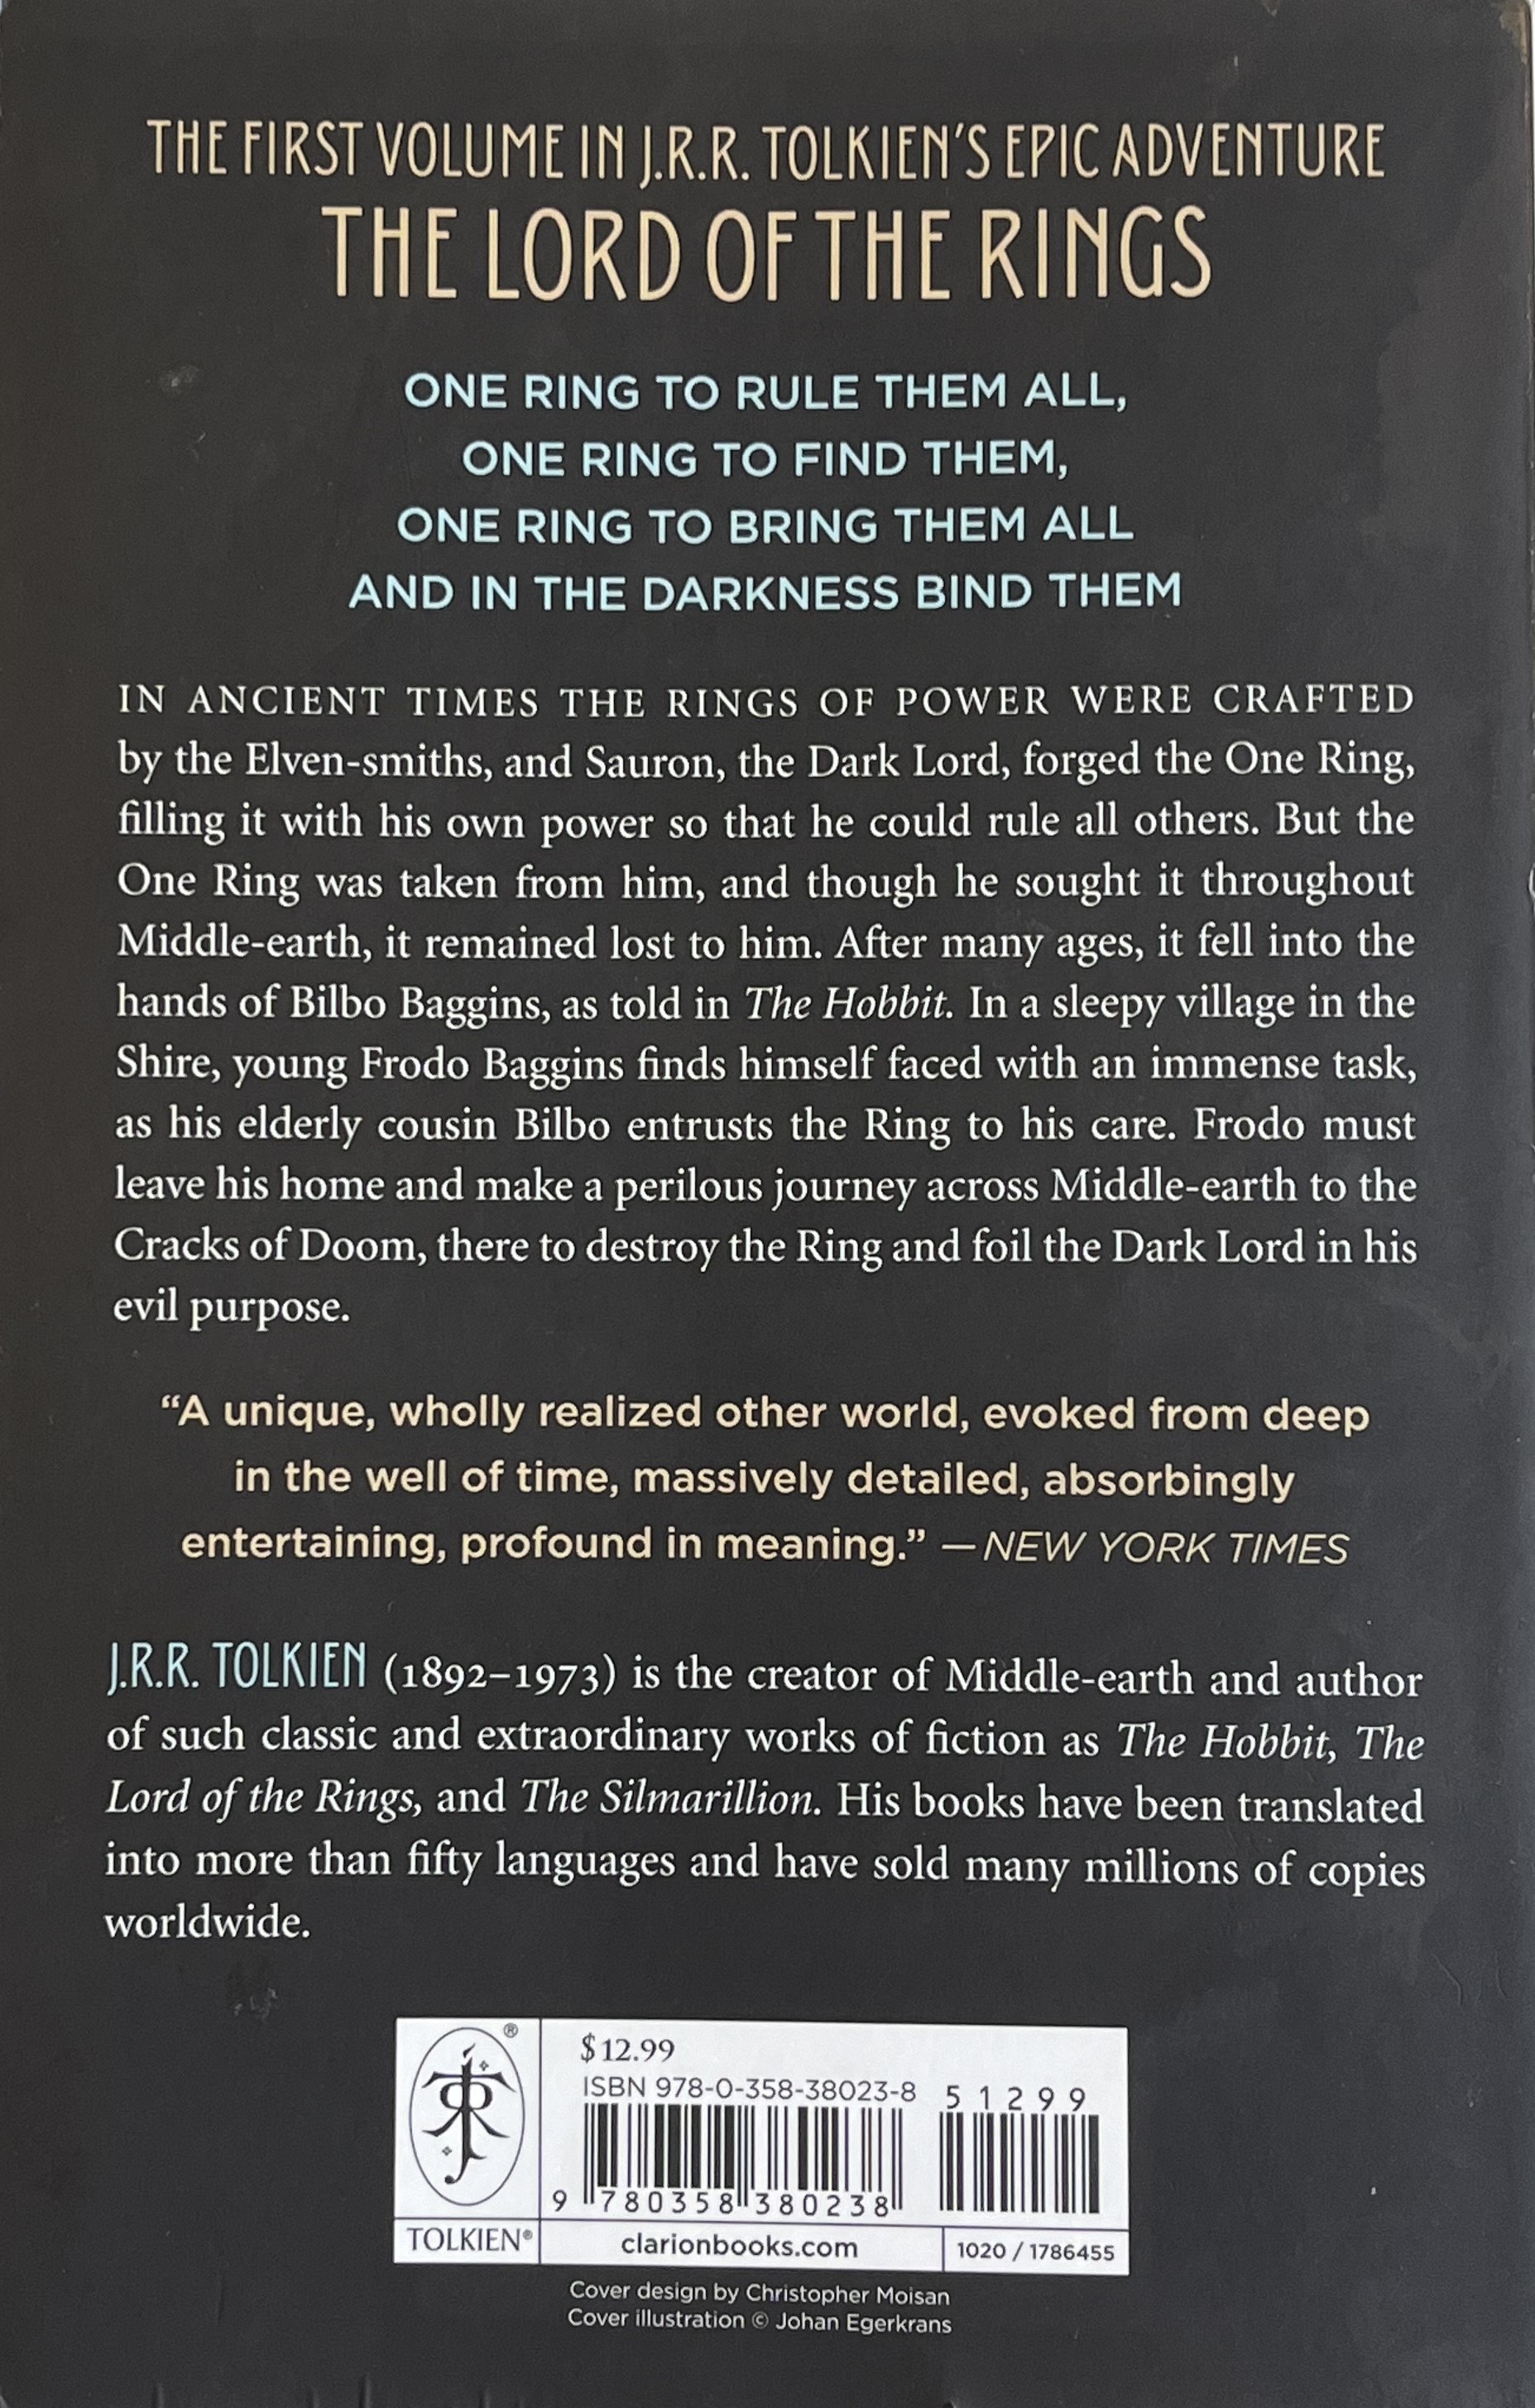 THE FIRST VOLUME IN J.R.R. TOLKIEN'S EPIC ADVENTURE
THE LORD OF THE RINGS
ONE RING TO RULE THEM ALL,
ONE RING TO FIND THEM,
ONE RING TO BRING THEM ALL
AND IN THE DARKNESS BIND THEM
IN ANCIENT TIMES THE RINGS OF POWER WERE CRAFTED
by the Elven-smiths, and Sauron, the Dark Lord, forged the One Ring,
filling it with his own power so that he could rule all others. But the
One Ring was taken from him, and though he sought it throughout
Middle-earth, it remained lost to him. After many ages, it fell into the
hands of Bilbo Baggins, as told in The Hobbit. In a sleepy village in the
Shire, young Frodo Baggins finds himself faced with an immense task,
as his elderly cousin Bilbo entrusts the Ring to his care. Frodo must
leave his home and make a perilous journey across Middle-earth to the
Cracks of Doom, there to destroy the Ring and foil the Dark Lord in his
evil purpose.
“A unique, wholly realized other world, evoked from deep
in the well of time, massively detailed, absorbingly
entertaining, profound in meaning.” —NEW YORK TIMES
J.R.R. TOLKIEN (1892–1973) is the creator of Middle-earth and author
of such classic and extraordinary works of fiction as The Hobbit, The
Lord of the Rings, and The Silmarillion. His books have been translated
into more than fifty languages and have sold many millions of copies
worldwide.
®
$12.99
ISBN 978-0-358-38023-8
5 1 2 9 9
9 780358 380238
TOLKIEN®
clarionbooks.com
1020 / 1786455
Cover design by Christopher Moisan
Cover illustration © Johan Egerkrans